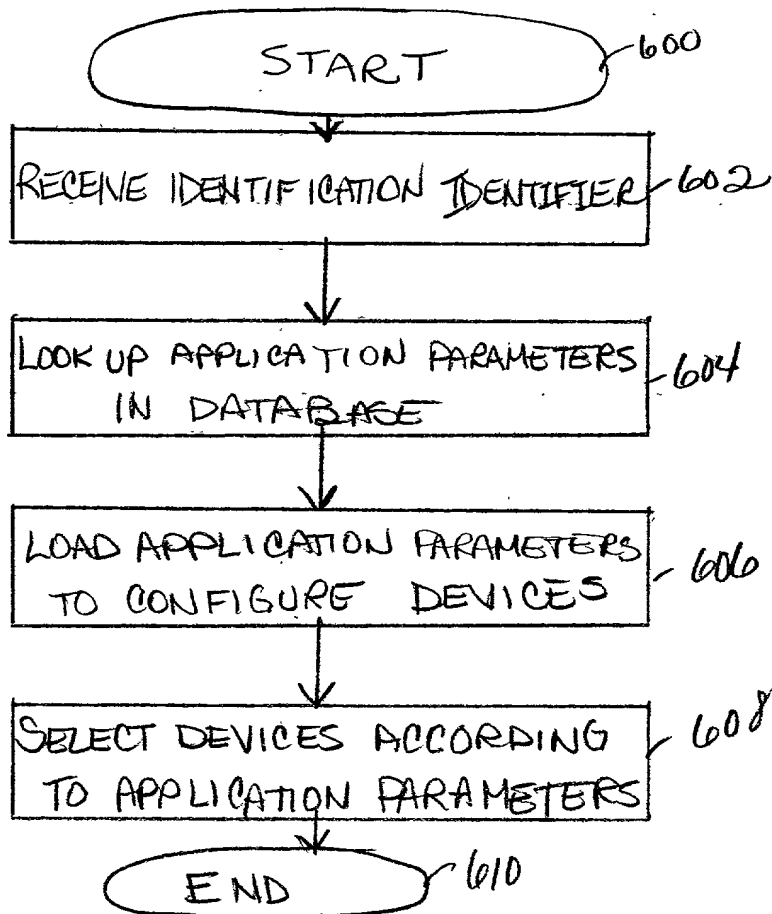 START
600
RECEIVE IDENTIFICATION IDENTIFIER
602
LOOK UP APPLICATION PARAMETERS
IN DATABASE
604
LOAD APPLICATION PARAMETERS
TO CONFIGURE DEVICES
606
SELECT DEVICES ACCORDING
TO APPLICATION PARAMETERS
608
END
610